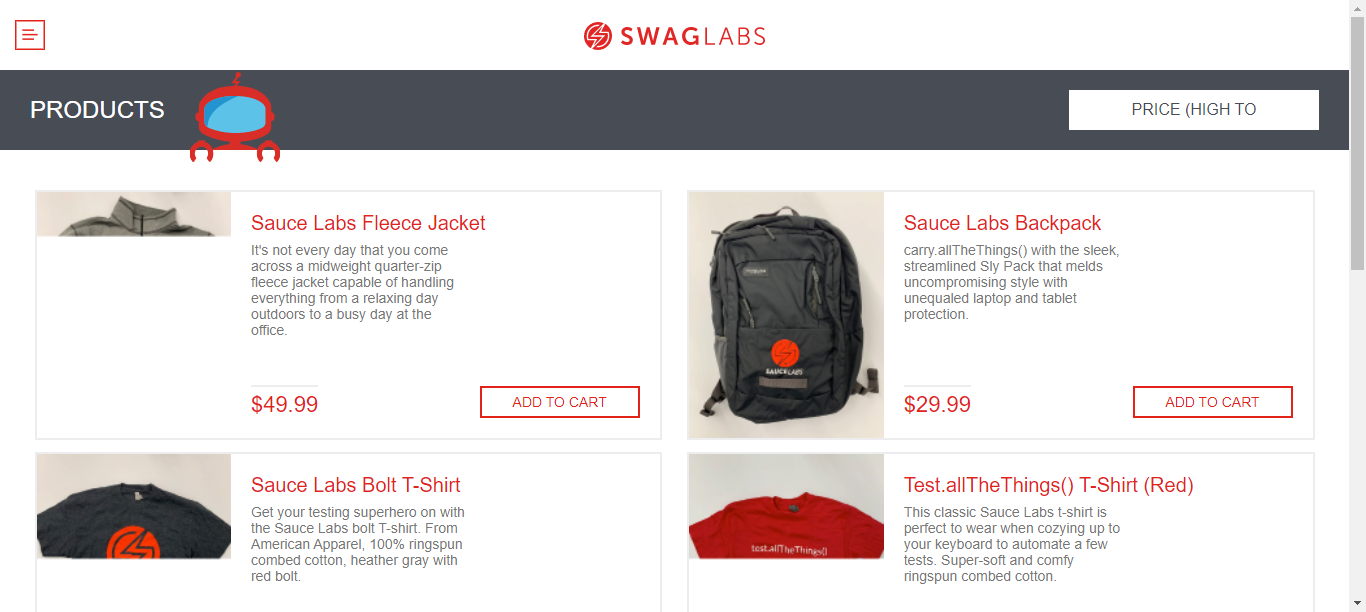 SWAGLABS
PRODUCTS
PRICE (HIGH TO
Sauce Labs Fleece Jacket
It's not every day that you come
across a midweight quarter-zip
fleece jacket capable of handling
everything from a relaxing day
outdoors to a busy day at the
office.
$49.99
ADD TO CART
SAUCELABS
Sauce Labs Backpack
carry.allTheThings() with the sleek,
streamlined Sly Pack that melds
uncompromising style with
unequaled laptop and tablet
protection.
$29.99
ADD TO CART
Sauce Labs Bolt T-Shirt
Get your testing superhero on with
the Sauce Labs bolt T-shirt. From
American Apparel, 100% ringspun
combed cotton, heather gray with
red bolt.
test.allTheThings()
Test.allTheThings() T-Shirt (Red)
This classic Sauce Labs t-shirt is
perfect to wear when cozying up to
your keyboard to automate a few
tests. Super-soft and comfy
ringspun combed cotton.